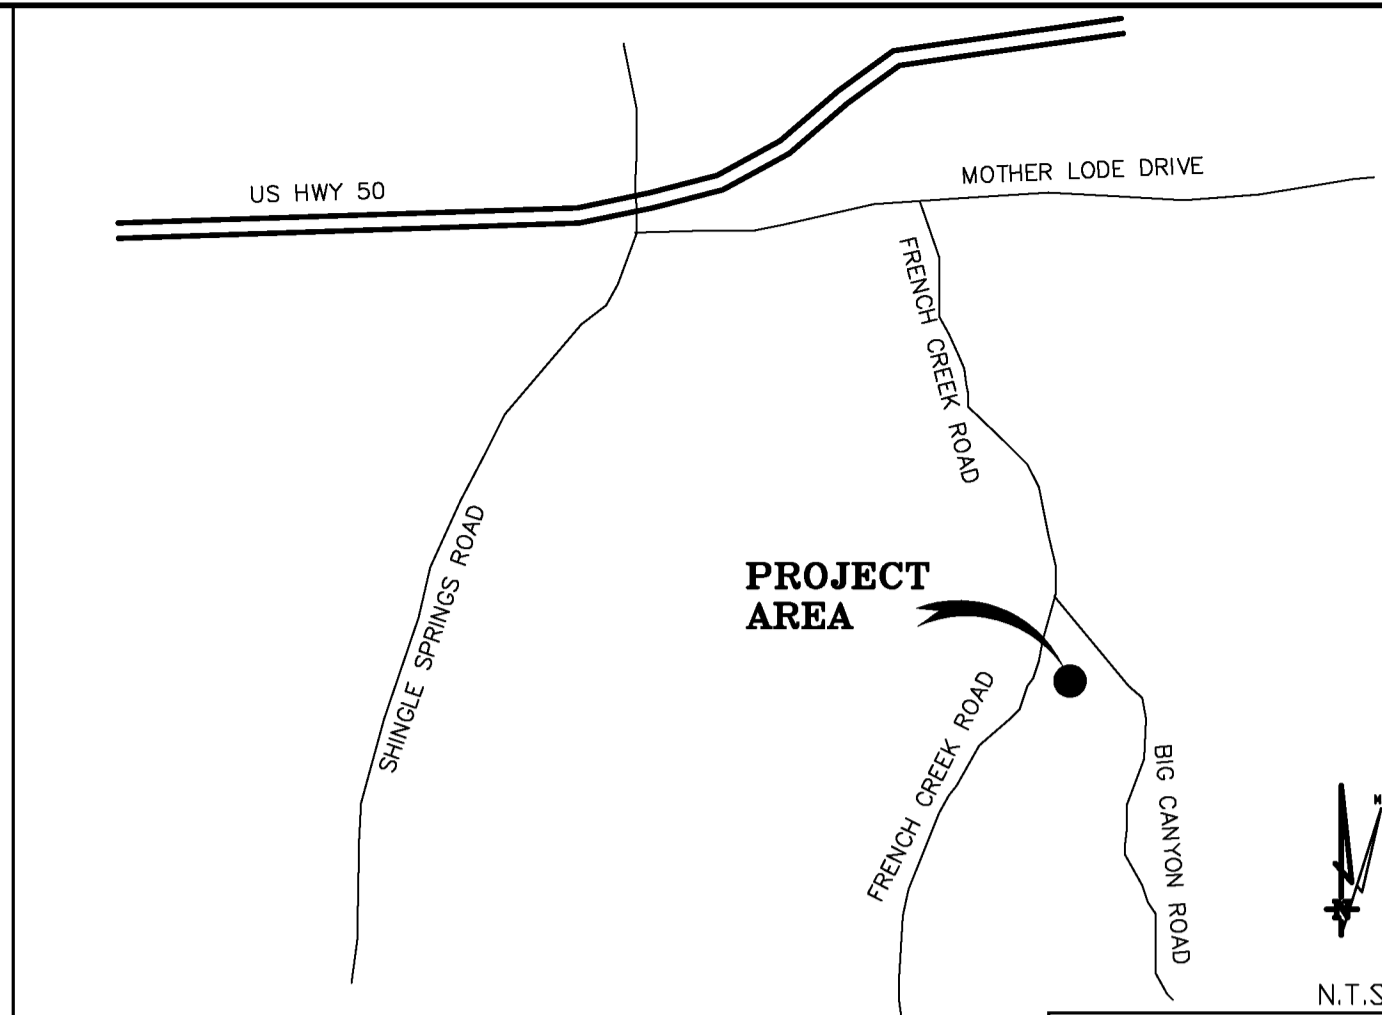 US HWY 50
MOTHER LODE DRIVE
FRENCH CREEK ROAD
SHINGLE SPRINGS ROAD
PROJECT
AREA
FRENCH CREEK ROAD
BIG CANYON ROAD
N.T.S